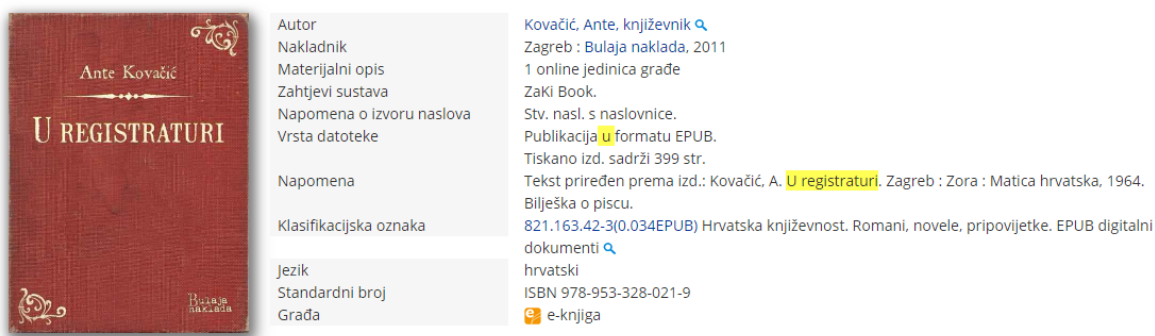 Ante Kovačić
U REGISTRATURI
Bulaja
naklada
Autor Kovačić, Ante, književnik
Nakladnik Zagreb : Bulaja naklada, 2011
Materijalni opis 1 online jedinica građe
Zahtjevi sustava ZaKi Book.
Napomena o izvoru naslova Stv. nasl. s naslovnice.
Vrsta datoteke Publikacija u formatu EPUB.
Tiskano izd. sadrži 399 str.
Napomena Tekst priređen prema izd.: Kovačić, A. U registraturi. Zagreb : Zora : Matica hrvatska, 1964.
Bilješka o piscu.
Klasifikacijska oznaka 821.163.42-3(0.034EPUB) Hrvatska književnost. Romani, novele, pripovijetke. EPUB digitalni
dokumenti
Jezik hrvatski
Standardni broj ISBN 978-953-328-021-9
Građa e-knjiga